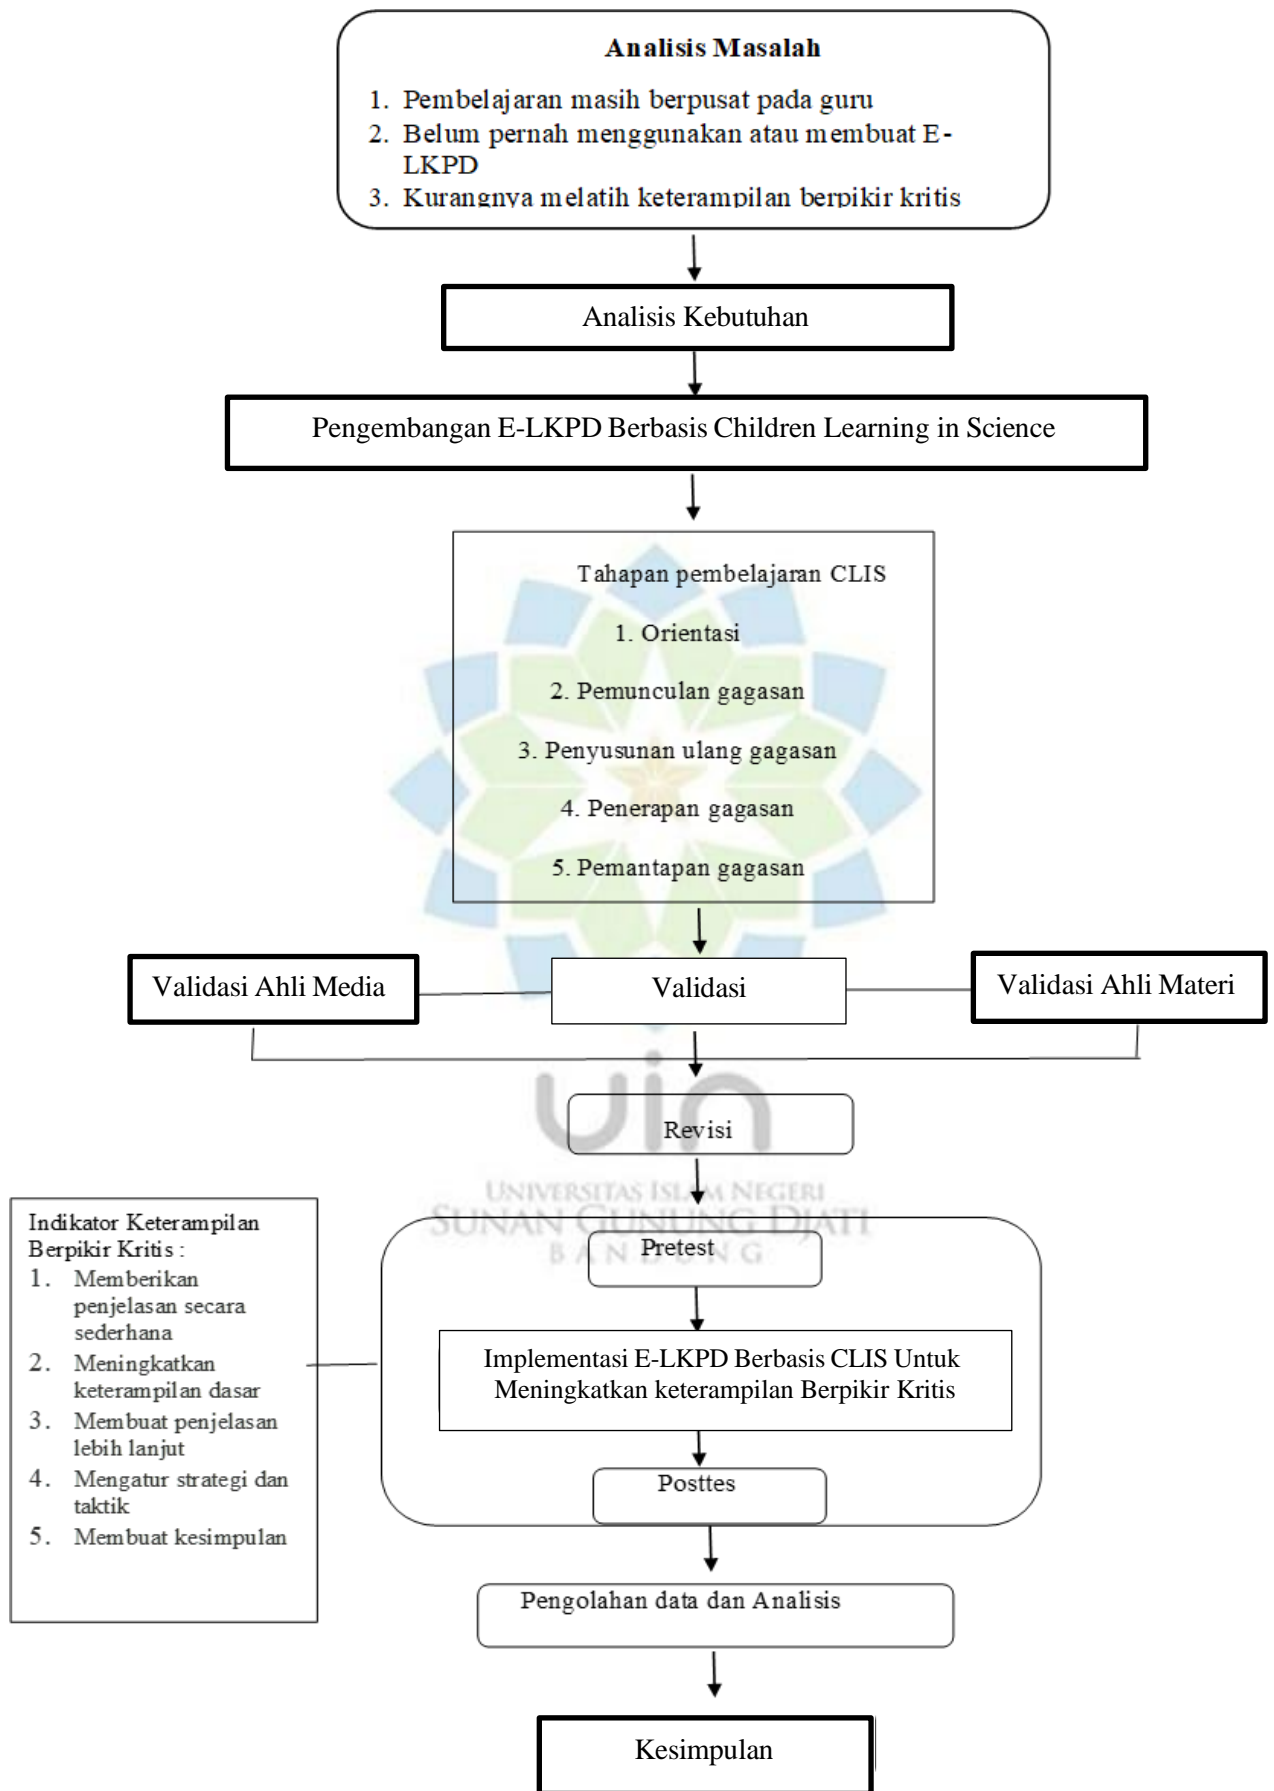 Analisis Masalah
1. Pembelajaran masih berpusat pada guru
2. Belum pernah menggunakan atau membuat E-
LKPD
3. Kurangnya melatih keterampilan berpikir kritis
Analisis Kebutuhan
Pengembangan E-LKPD Berbasis Children Learning in Science
Tahapan pembelajaran CLIS
1. Orientasi
2. Pemunculan gagasan
3. Penyusunan ulang gagasan
4. Penerapan gagasan
5. Pemantapan gagasan
Validasi Ahli Media
Validasi
Validasi Ahli Materi
uin
Revisi
UNIVERSITAS ISLAM NEGERI
SUNAN GUNUNG DJATI
BANDUNG
Indikator Keterampilan
Berpikir Kritis :
1. Memberikan
penjelasan secara
sederhana
2. Meningkatkan
keterampilan dasar
3. Membuat penjelasan
lebih lanjut
4. Mengatur strategi dan
taktik
5. Membuat kesimpulan
Pretest
Implementasi E-LKPD Berbasis CLIS Untuk
Meningkatkan keterampilan Berpikir Kritis
Posttes
Pengolahan data dan Analisis
Kesimpulan